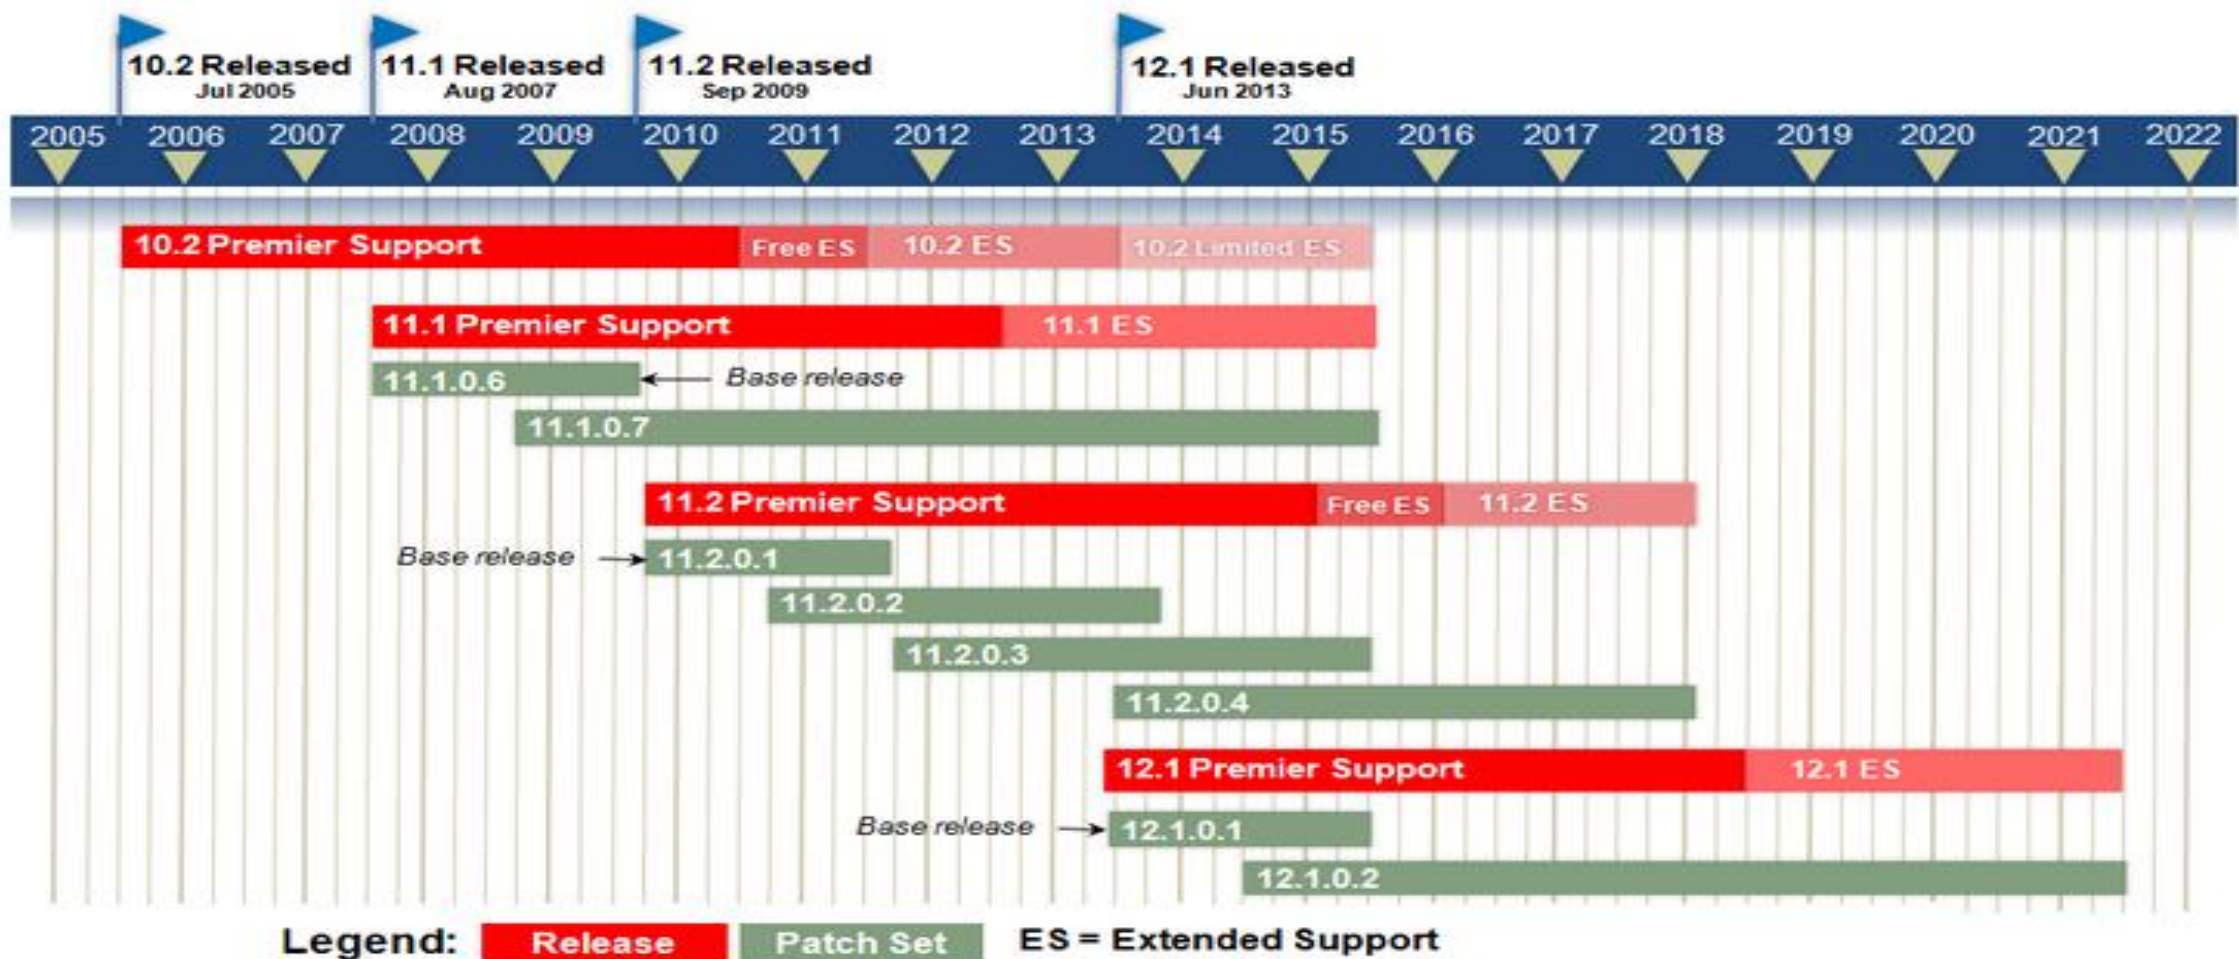 10.2 Released 11.1 Released 11.2 Released 12.1 Released
Jul 2005 Aug 2007 Sep 2009 Jun 2013
2005 2006 2007 2008 2009 2010 2011 2012 2013 2014 2015 2016 2017 2018 2019 2020 2021 2022
10.2 Premier Support Free ES 10.2 ES 10.2 Limited ES
11.1 Premier Support 11.1 ES
11.1.0.6 Base release
11.1.0.7
11.2 Premier Support Free ES 11.2 ES
Base release 11.2.0.1
11.2.0.2
11.2.0.3
11.2.0.4
12.1 Premier Support 12.1 ES
Base release 12.1.0.1
12.1.0.2
Legend: Release Patch Set ES = Extended Support